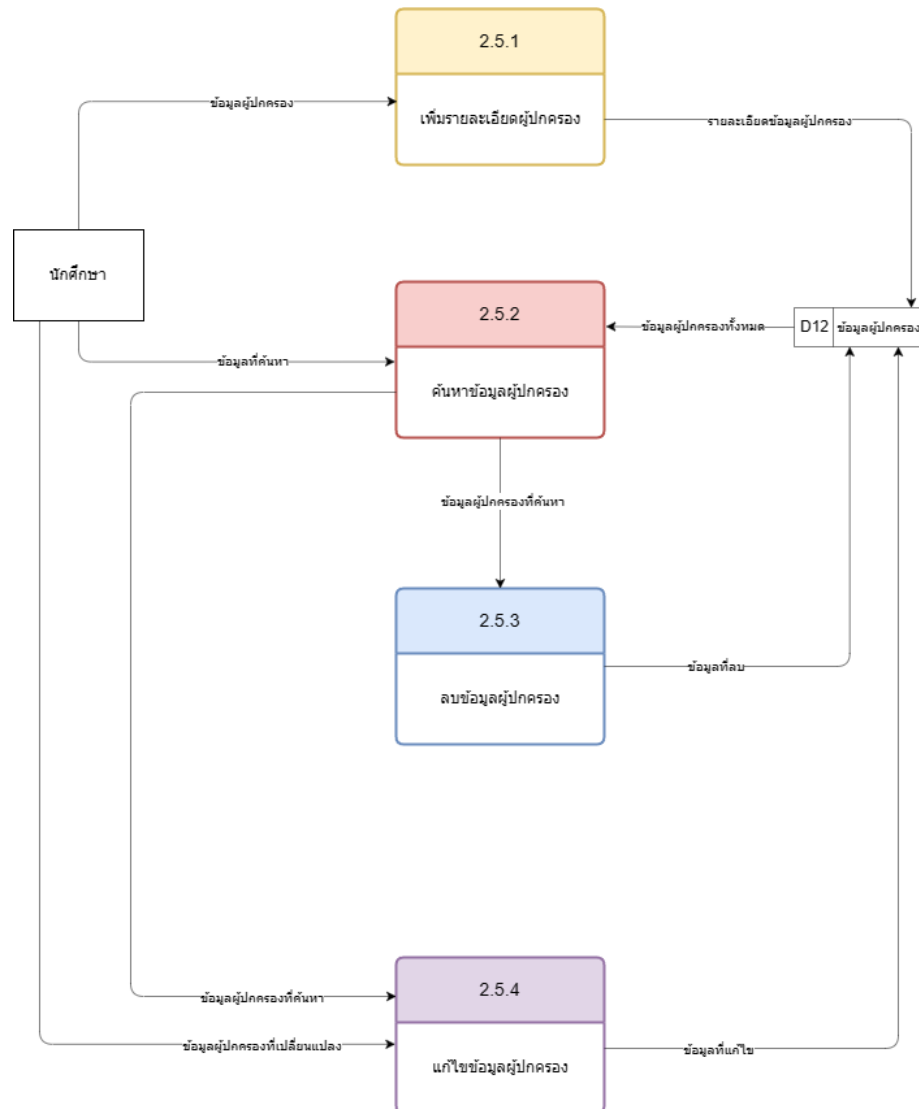 2.5.1
ข้อมูลผู้ปกครอง
เพิ่มรายละเอียดผู้ปกครอง
รายละเอียดข้อมูลผู้ปกครอง
นักศึกษา
2.5.2
ข้อมูลผู้ปกครองทั้งหมด
D12
ข้อมูลผู้ปกครอง
ข้อมูลที่ค้นหา
ค้นหาข้อมูลผู้ปกครอง
ข้อมูลผู้ปกครองที่ค้นหา
2.5.3
ข้อมูลที่ลบ
ลบข้อมูลผู้ปกครอง
2.5.4
ข้อมูลผู้ปกครองที่ค้นหา
ข้อมูลผู้ปกครองที่เปลี่ยนแปลง
ข้อมูลที่แก้ไข
แก้ไขข้อมูลผู้ปกครอง